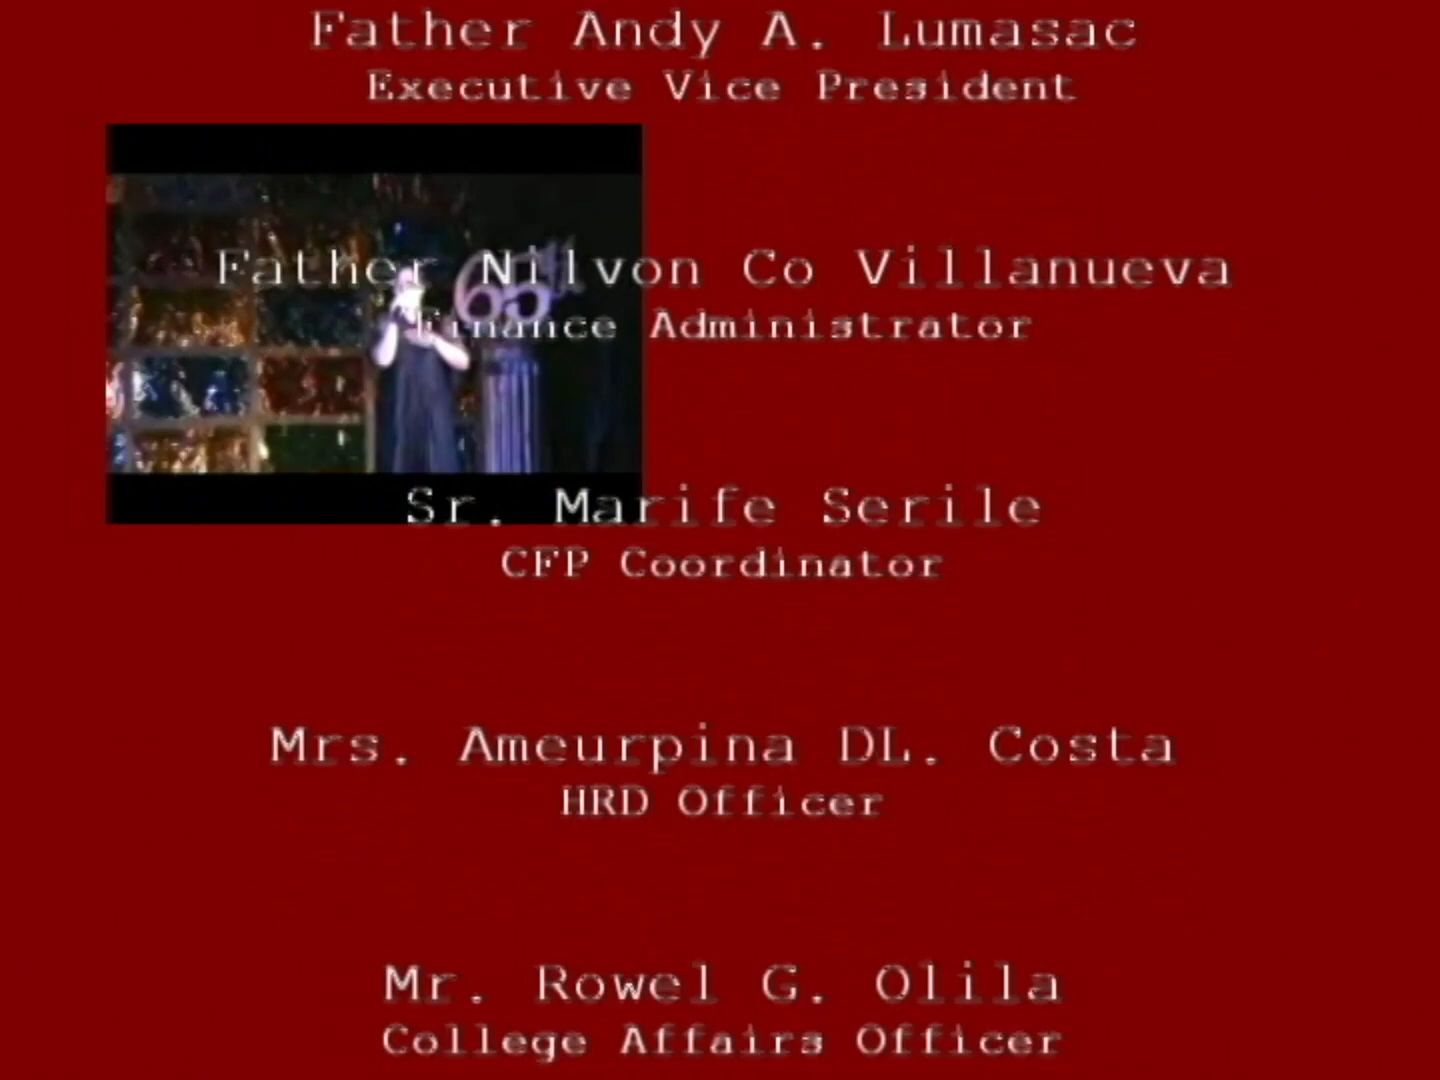 Father Andy A. Lumasac
Executive Vice President
Father Nilvon Co Villanueva
65th
Finance Administrator
Sr. Marife Serile
CFP Coordinator
Mrs. Ameurpina DL. Costa
HRD Officer
Mr. Rowel G. Olila
College Affairs Officer